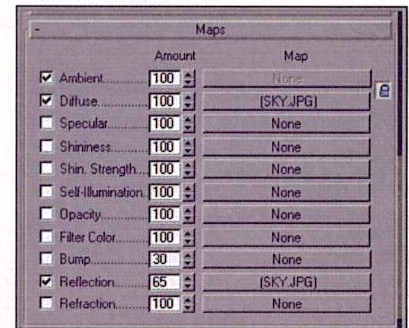 - Maps
Amount Map
Ambient 100 None
Diffuse 100 (SKY.JPG)
Specular 100 None
Shininess 100 None
Shin. Strength 100 None
Self-Illumination 100 None
Opacity 100 None
Filter Color 100 None
Bump 30 None
Reflection 65 (SKY.JPG)
Refraction 100 None